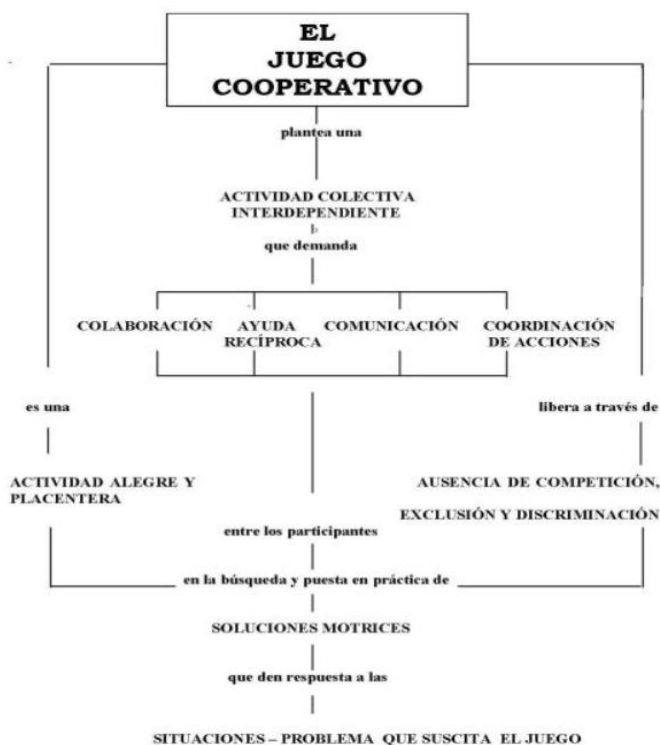 EL
JUEGO
COOPERATIVO
plantea una
ACTIVIDAD COLECTIVA
INTERDEPENDIENTE
que demanda
COLABORACIÓN
AYUDA
RECÍPROCA
COMUNICACIÓN
COORDINACIÓN
DE ACCIONES
es una
libera a través de
ACTIVIDAD ALEGRE Y
PLACENTERA
AUSENCIA DE COMPETICIÓN,
EXCLUSIÓN Y DISCRIMINACIÓN
entre los participantes
en la búsqueda y puesta en práctica de
SOLUCIONES MOTRICES
que den respuesta a las
SITUACIONES – PROBLEMA QUE SUSCITA EL JUEGO